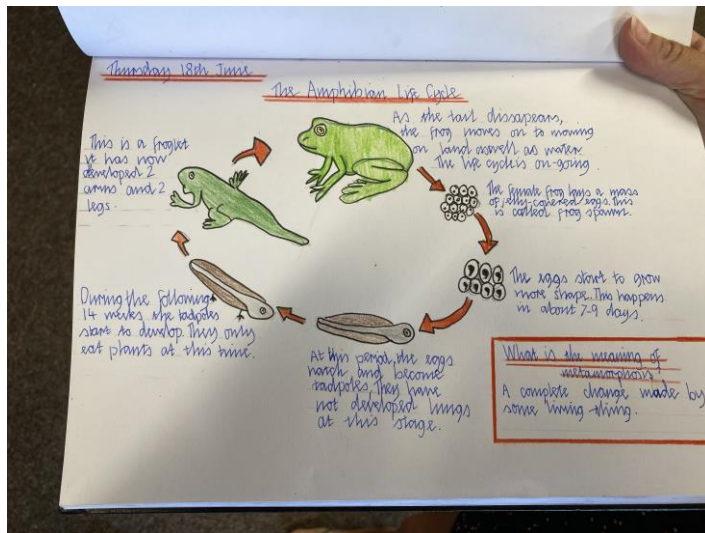 Thursday 18th June
The Amphibian Life Cycle
As the tail dissapears,
the frog moves on to moving
on land aswell as water.
The life cycle is on-going.
The female frog lays a mass
of jelly-covered eggs. This
is called frog spawn.
The eggs start to grow
more shape. This happens
in about 7-9 days.
At this period, the eggs
hatch and become
tadpoles. They have
not developed lungs
at this stage.
During the following
14 weeks the tadpoles
start to develop. They only
eat plants at this time.
This is a froglet
it has now
developed 2
arms and 2
legs.
What is the meaning of
metamorphosis
A complete change made by
some living thing.